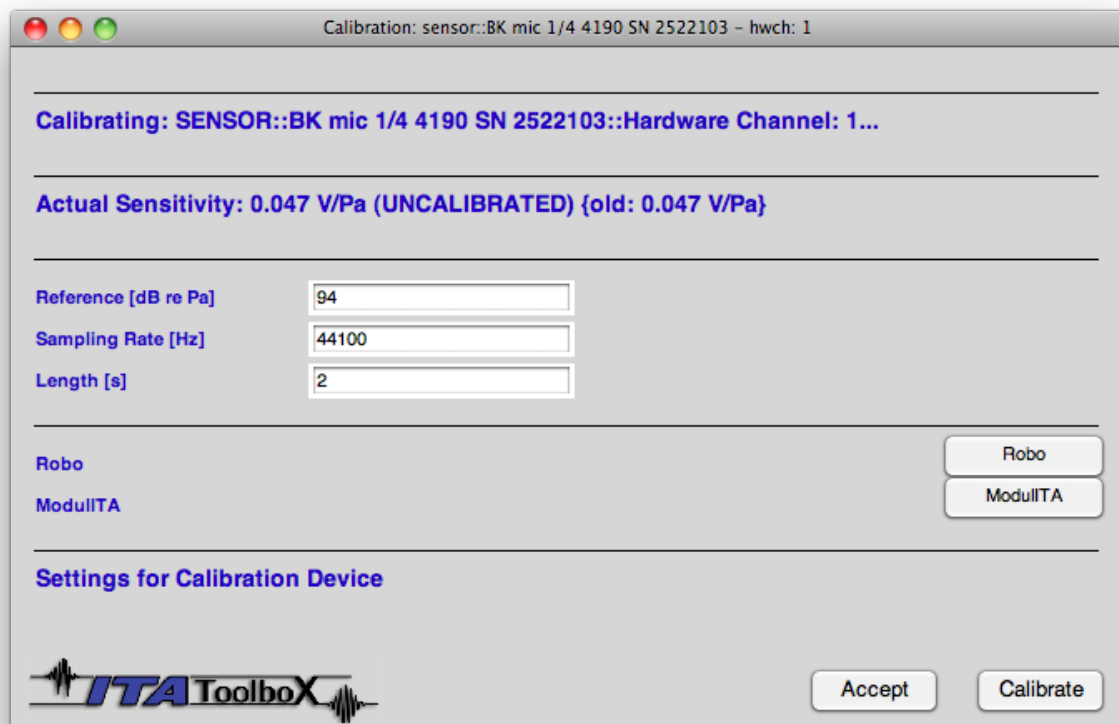 Calibration: sensor::BK mic 1/4 4190 SN 2522103 – hwch: 1
Calibrating: SENSOR::BK mic 1/4 4190 SN 2522103::Hardware Channel: 1...
Actual Sensitivity: 0.047 V/Pa (UNCALIBRATED) {old: 0.047 V/Pa}
Reference [dB re Pa] 94
Sampling Rate [Hz] 44100
Length [s] 2
Robo Robo
ModulITA ModulITA
Settings for Calibration Device
ITA ToolboX Accept Calibrate